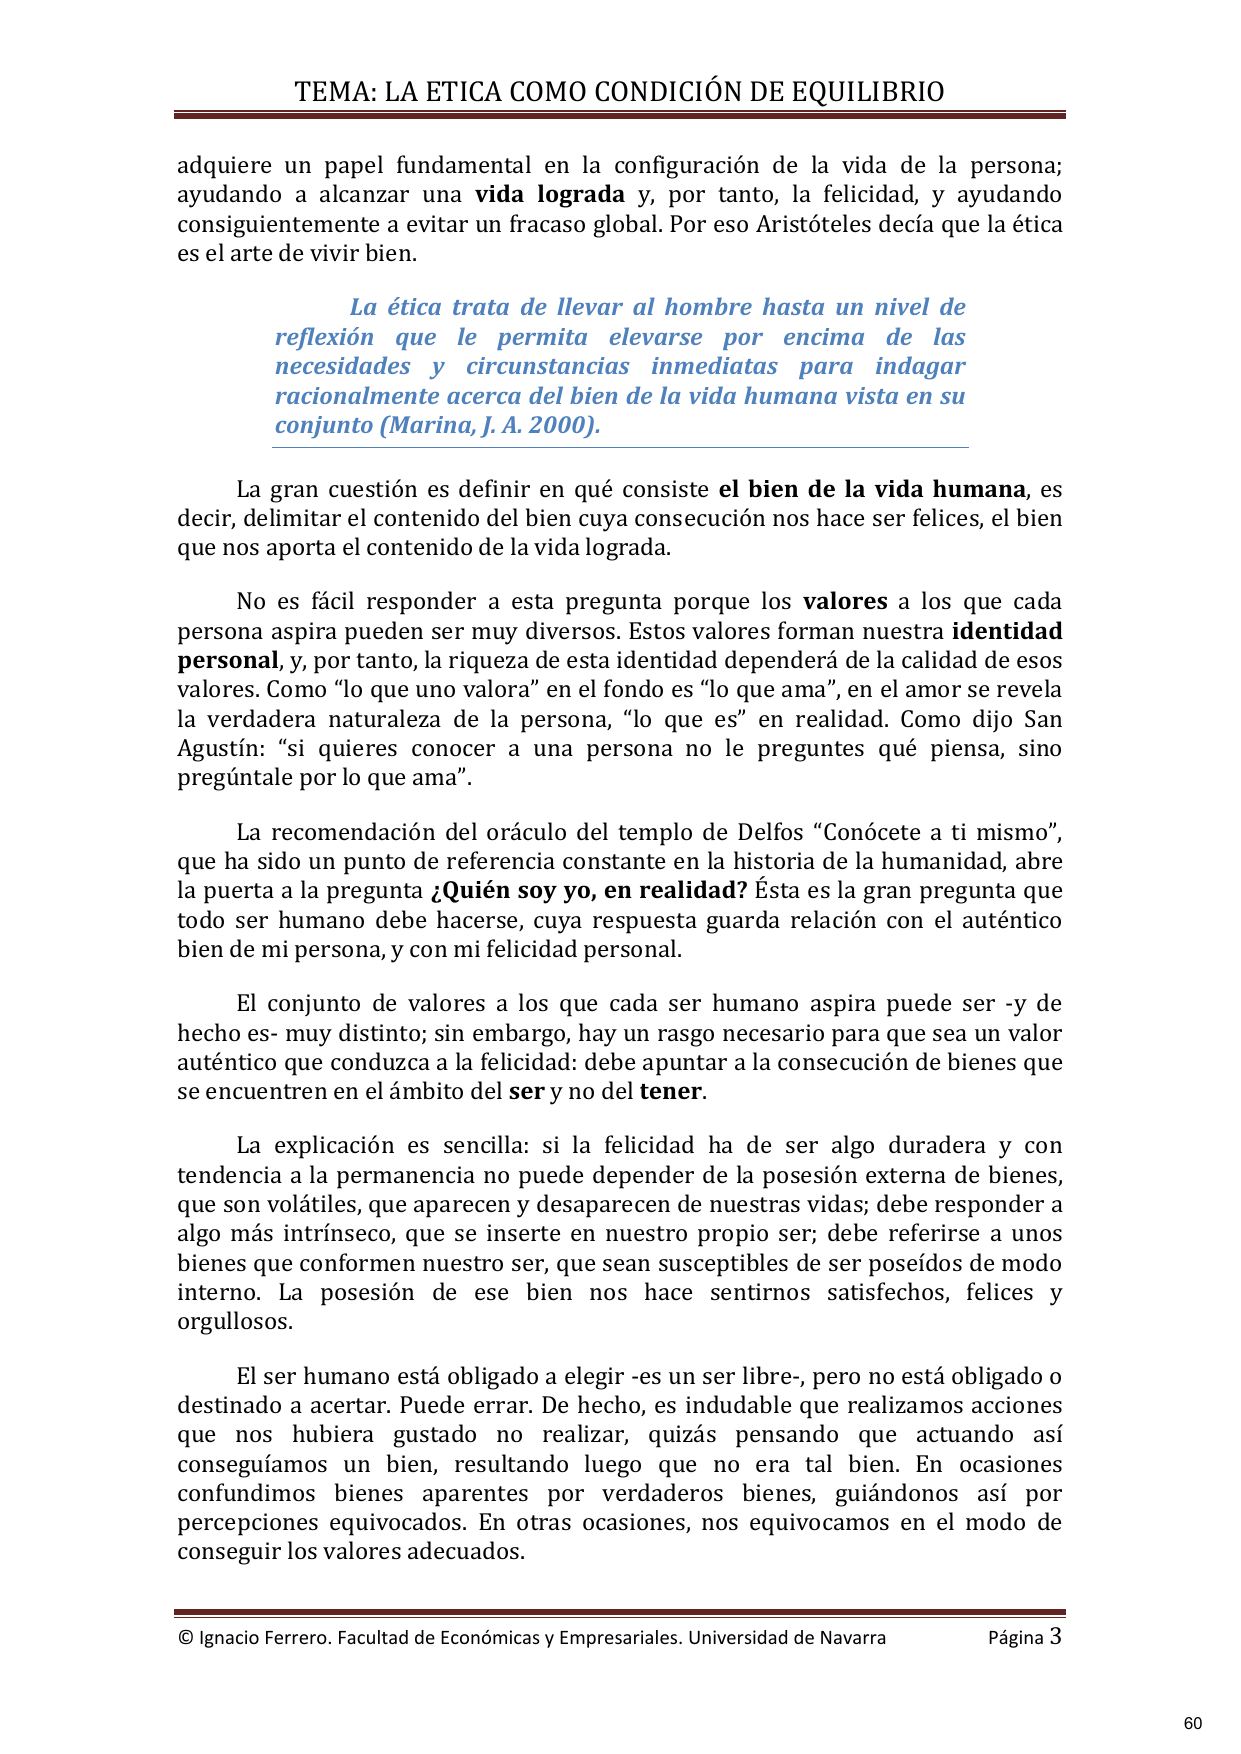 TEMA: LA ETICA COMO CONDICIÓN DE EQUILIBRIO
adquiere un papel fundamental en la configuración de la vida de la persona;
ayudando a alcanzar una vida lograda y, por tanto, la felicidad, y ayudando
consiguientemente a evitar un fracaso global. Por eso Aristóteles decía que la ética
es el arte de vivir bien.
La ética trata de llevar al hombre hasta un nivel de
reflexión que le permita elevarse por encima de las
necesidades y circunstancias inmediatas para indagar
racionalmente acerca del bien de la vida humana vista en su
conjunto (Marina, J. A. 2000).
La gran cuestión es definir en qué consiste el bien de la vida humana, es
decir, delimitar el contenido del bien cuya consecución nos hace ser felices, el bien
que nos aporta el contenido de la vida lograda.
No es fácil responder a esta pregunta porque los valores a los que cada
persona aspira pueden ser muy diversos. Estos valores forman nuestra identidad
personal, y, por tanto, la riqueza de esta identidad dependerá de la calidad de esos
valores. Como “lo que uno valora” en el fondo es “lo que ama”, en el amor se revela
la verdadera naturaleza de la persona, “lo que es” en realidad. Como dijo San
Agustín: “si quieres conocer a una persona no le preguntes qué piensa, sino
pregúntale por lo que ama”.
La recomendación del oráculo del templo de Delfos “Conócete a ti mismo”,
que ha sido un punto de referencia constante en la historia de la humanidad, abre
la puerta a la pregunta ¿Quién soy yo, en realidad? Ésta es la gran pregunta que
todo ser humano debe hacerse, cuya respuesta guarda relación con el auténtico
bien de mi persona, y con mi felicidad personal.
El conjunto de valores a los que cada ser humano aspira puede ser -y de
hecho es- muy distinto; sin embargo, hay un rasgo necesario para que sea un valor
auténtico que conduzca a la felicidad: debe apuntar a la consecución de bienes que
se encuentren en el ámbito del ser y no del tener.
La explicación es sencilla: si la felicidad ha de ser algo duradera y con
tendencia a la permanencia no puede depender de la posesión externa de bienes,
que son volátiles, que aparecen y desaparecen de nuestras vidas; debe responder a
algo más intrínseco, que se inserte en nuestro propio ser; debe referirse a unos
bienes que conformen nuestro ser, que sean susceptibles de ser poseídos de modo
interno. La posesión de ese bien nos hace sentirnos satisfechos, felices y
orgullosos.
El ser humano está obligado a elegir -es un ser libre-, pero no está obligado o
destinado a acertar. Puede errar. De hecho, es indudable que realizamos acciones
que nos hubiera gustado no realizar, quizás pensando que actuando así
conseguíamos un bien, resultando luego que no era tal bien. En ocasiones
confundimos bienes aparentes por verdaderos bienes, guiándonos así por
percepciones equivocados. En otras ocasiones, nos equivocamos en el modo de
conseguir los valores adecuados.
© Ignacio Ferrero. Facultad de Económicas y Empresariales. Universidad de Navarra Página 3
60